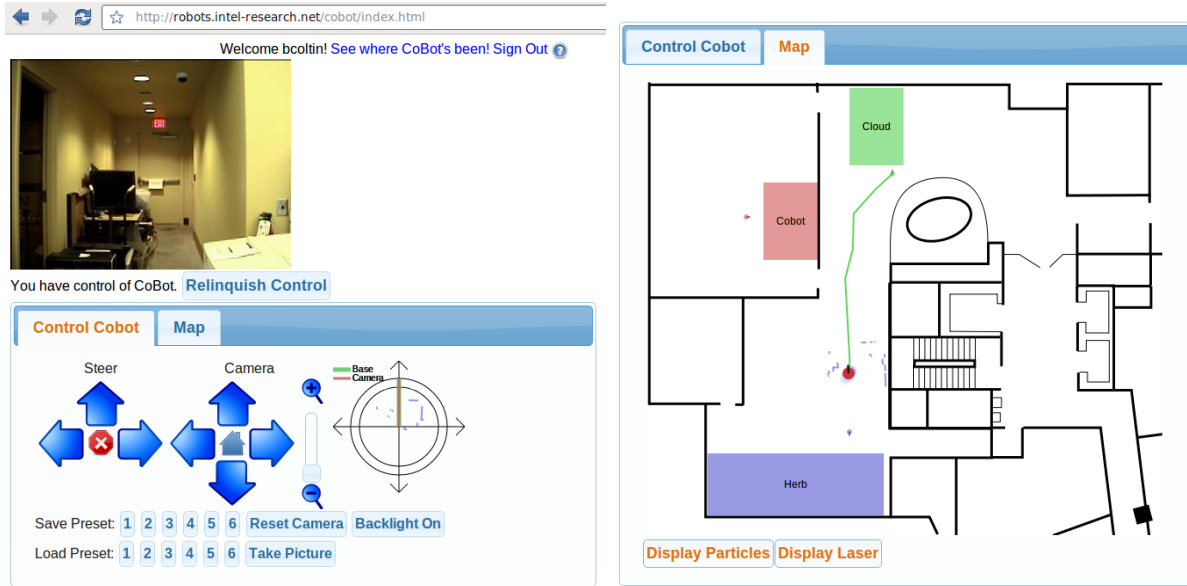 http://robots.intel-research.net/cobot/index.html
Welcome bcoltin! See where CoBot's been! Sign Out ?
EXIT
You have control of CoBot. Relinquish Control
Control Cobot Map
Steer Camera
Base
Camera
Save Preset: 1 2 3 4 5 6 Reset Camera Backlight On
Load Preset: 1 2 3 4 5 6 Take Picture
Control Cobot Map
Cloud
Cobot
Herb
Display Particles Display Laser